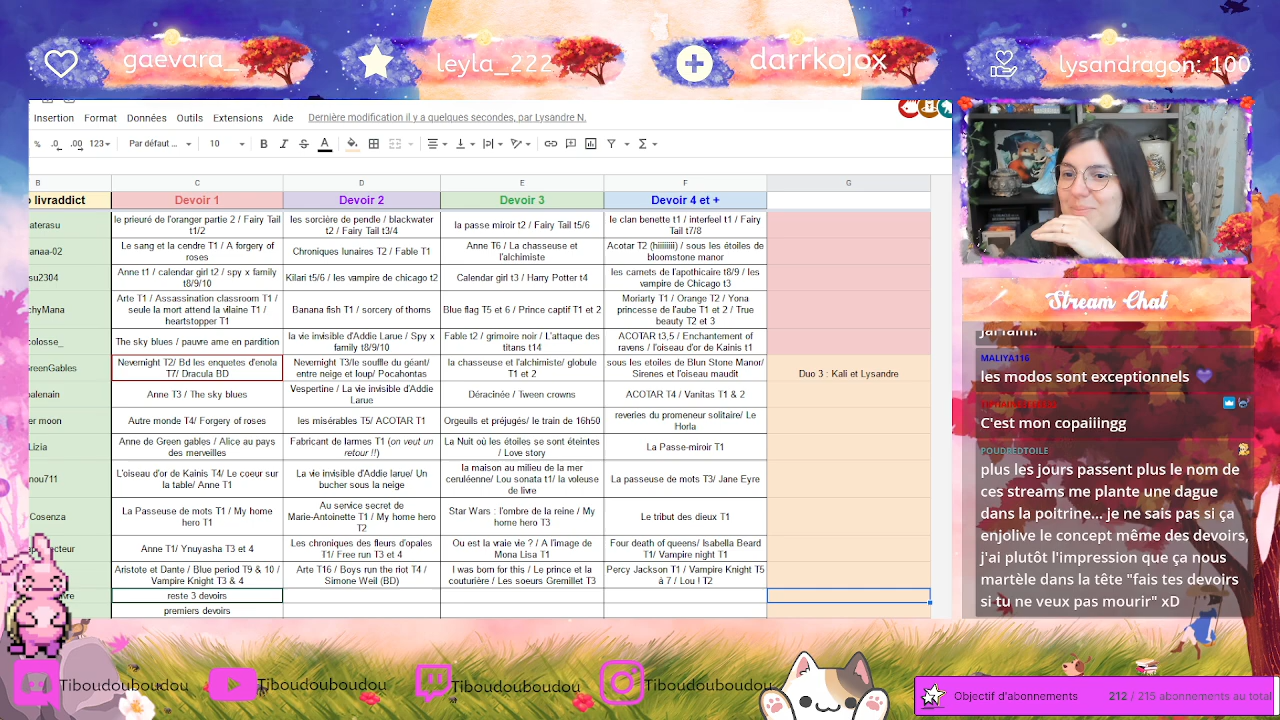 gaevara_
leyla_222
darrkojox
lysandragon: 100
Insertion Format Données Outils Extensions Aide Dernière modification il y a quelques secondes, par Lysandre N.
% .0 .00 123 Par défaut ... 10 B I S A
B C D E F G
livraddict Devoir 1 Devoir 2 Devoir 3 Devoir 4 et +
aterasu le prieuré de l'oranger partie 2 / Fairy Tail t1/2 les sorcière de pendle / blackwater t2 / Fairy Tail t3/4 la passe miroir t2 / Fairy Tail t5/6 le clan benette t1 / interfeel t1 / Fairy Tail t7/8
anaa-02 Le sang et la cendre T1 / A forgery of roses Chroniques lunaires T2 / Fable T1 Anne T6 / La chasseuse et l'alchimiste Acotar T2 (hiiiiiiii) / sous les étoiles de bloomstone manor
su2304 Anne t1 / calendar girl t2 / spy x family t8/9/10 Kilari t5/6 / les vampire de chicago t2 Calendar girl t3 / Harry Potter t4 les carnets de l'apothicaire t8/9 / les vampire de Chicago t3
chyMana Arte T1 / Assassination classroom T1 / seule la mort attend la vilaine T1 / heartstopper T1 Banana fish T1 / sorcery of thorns Blue flag T5 et 6 / Prince captif T1 et 2 Moriarty T1 / Orange T2 / Yona princesse de l'aube T1 et 2 / True beauty T2 et 3
colosse_ The sky blues / pauvre ame en pardition la vie invisible d'Addie Larue / Spy x family t8/9/10 Fable t2 / grimoire noir / L'attaque des titans t14 ACOTAR t3,5 / Enchantement of ravens / l'oiseau d'or de Kainis t1
reenGables Nevernight T2/ Bd les enquetes d'enola T7/ Dracula BD Nevernight T3/le souffle du géant/ entre neige et loup/ Pocahontas la chasseuse et l'alchimiste/ globule T1 et 2 sous les etoiles de Blun Stone Manor/ Sirenes et l'oiseau maudit Duo 3 : Kali et Lysandre
alenain Anne T3 / The sky blues Vespertine / La vie invisible d'Addie Larue Déracinée / Tween crowns ACOTAR T4 / Vanitas T1 & 2
er moon Autre monde T4/ Forgery of roses les misérables T5/ ACOTAR T1 Orgeuils et préjugés/ le train de 16h50 reveries du promeneur solitaire/ Le Horla
Lizia Anne de Green gables / Alice au pays des merveilles Fabricant de larmes T1 (on veut un retour !!) La Nuit où les étoiles se sont éteintes / Love story La Passe-miroir T1
nou711 L'oiseau d'or de Kainis T4/ Le coeur sur la table/ Anne T1 La vie invisible d'Addie larue/ Un bucher sous la neige la maison au milieu de la mer ceruléenne/ Lou sonata t1/ la voleuse de livre La passeuse de mots T3/ Jane Eyre
Cosenza La Passeuse de mots T1 / My home hero T1 Au service secret de Marie-Antoinette T1 / My home hero T2 Star Wars : l'ombre de la reine / My home hero T3 Le tribut des dieux T1
ecteur Anne T1/ Ynuyasha T3 et 4 Les chroniques des fleurs d'opales T1/ Free run T3 et 4 Ou est la vraie vie ? / A l'image de Mona Lisa T1 Four death of queens/ Isabella Beard T1/ Vampire night T1
Aristote et Dante / Blue period T9 & 10 / Vampire Knight T3 & 4 Arte T16 / Boys run the riot T4 / Simone Weil (BD) I was born for this / Le prince et la couturière / Les soeurs Gremillet T3 Percy Jackson T1 / Vampire Knight T5 à 7 / Lou ! T2
vre reste 3 devoirs
premiers devoirs
Stream Chat
MALIYA116
les modos sont exceptionnels
C'est mon copaiiingg
POUDREDTOILE
plus les jours passent plus le nom de
ces streams me plante une dague
dans la poitrine... je ne sais pas si ça
enjolive le concept même des devoirs,
j'ai plutôt l'impression que ça nous
martèle dans la tête "fais tes devoirs
si tu ne veux pas mourir" xD
Tiboudouboudou
Tiboudouboudou
Tiboudouboudou
Tiboudouboudou
Objectif d'abonnements 212 / 215 abonnements au total